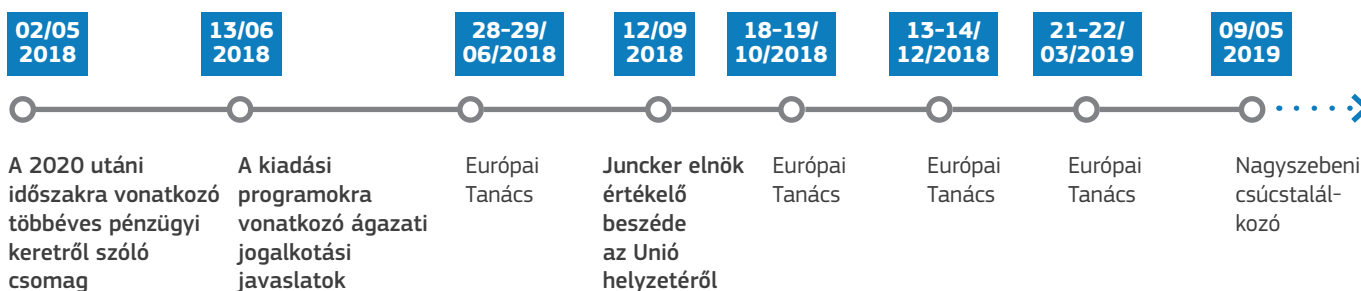 02/05
2018
13/06
2018
28-29/
06/2018
12/09
2018
18-19/
10/2018
13-14/
12/2018
21-22/
03/2019
09/05
2019
A 2020 utáni
időszakra vonatkozó
többéves pénzügyi
keretről szóló
csomag
A kiadási
programokra
vonatkozó ágazati
jogalkotási
javaslatok
Európai
Tanács
Juncker elnök
értékelő
beszéde
az Unió
helyzetéről
Európai
Tanács
Európai
Tanács
Európai
Tanács
Nagyszebeni
csúcstalál-
kozó